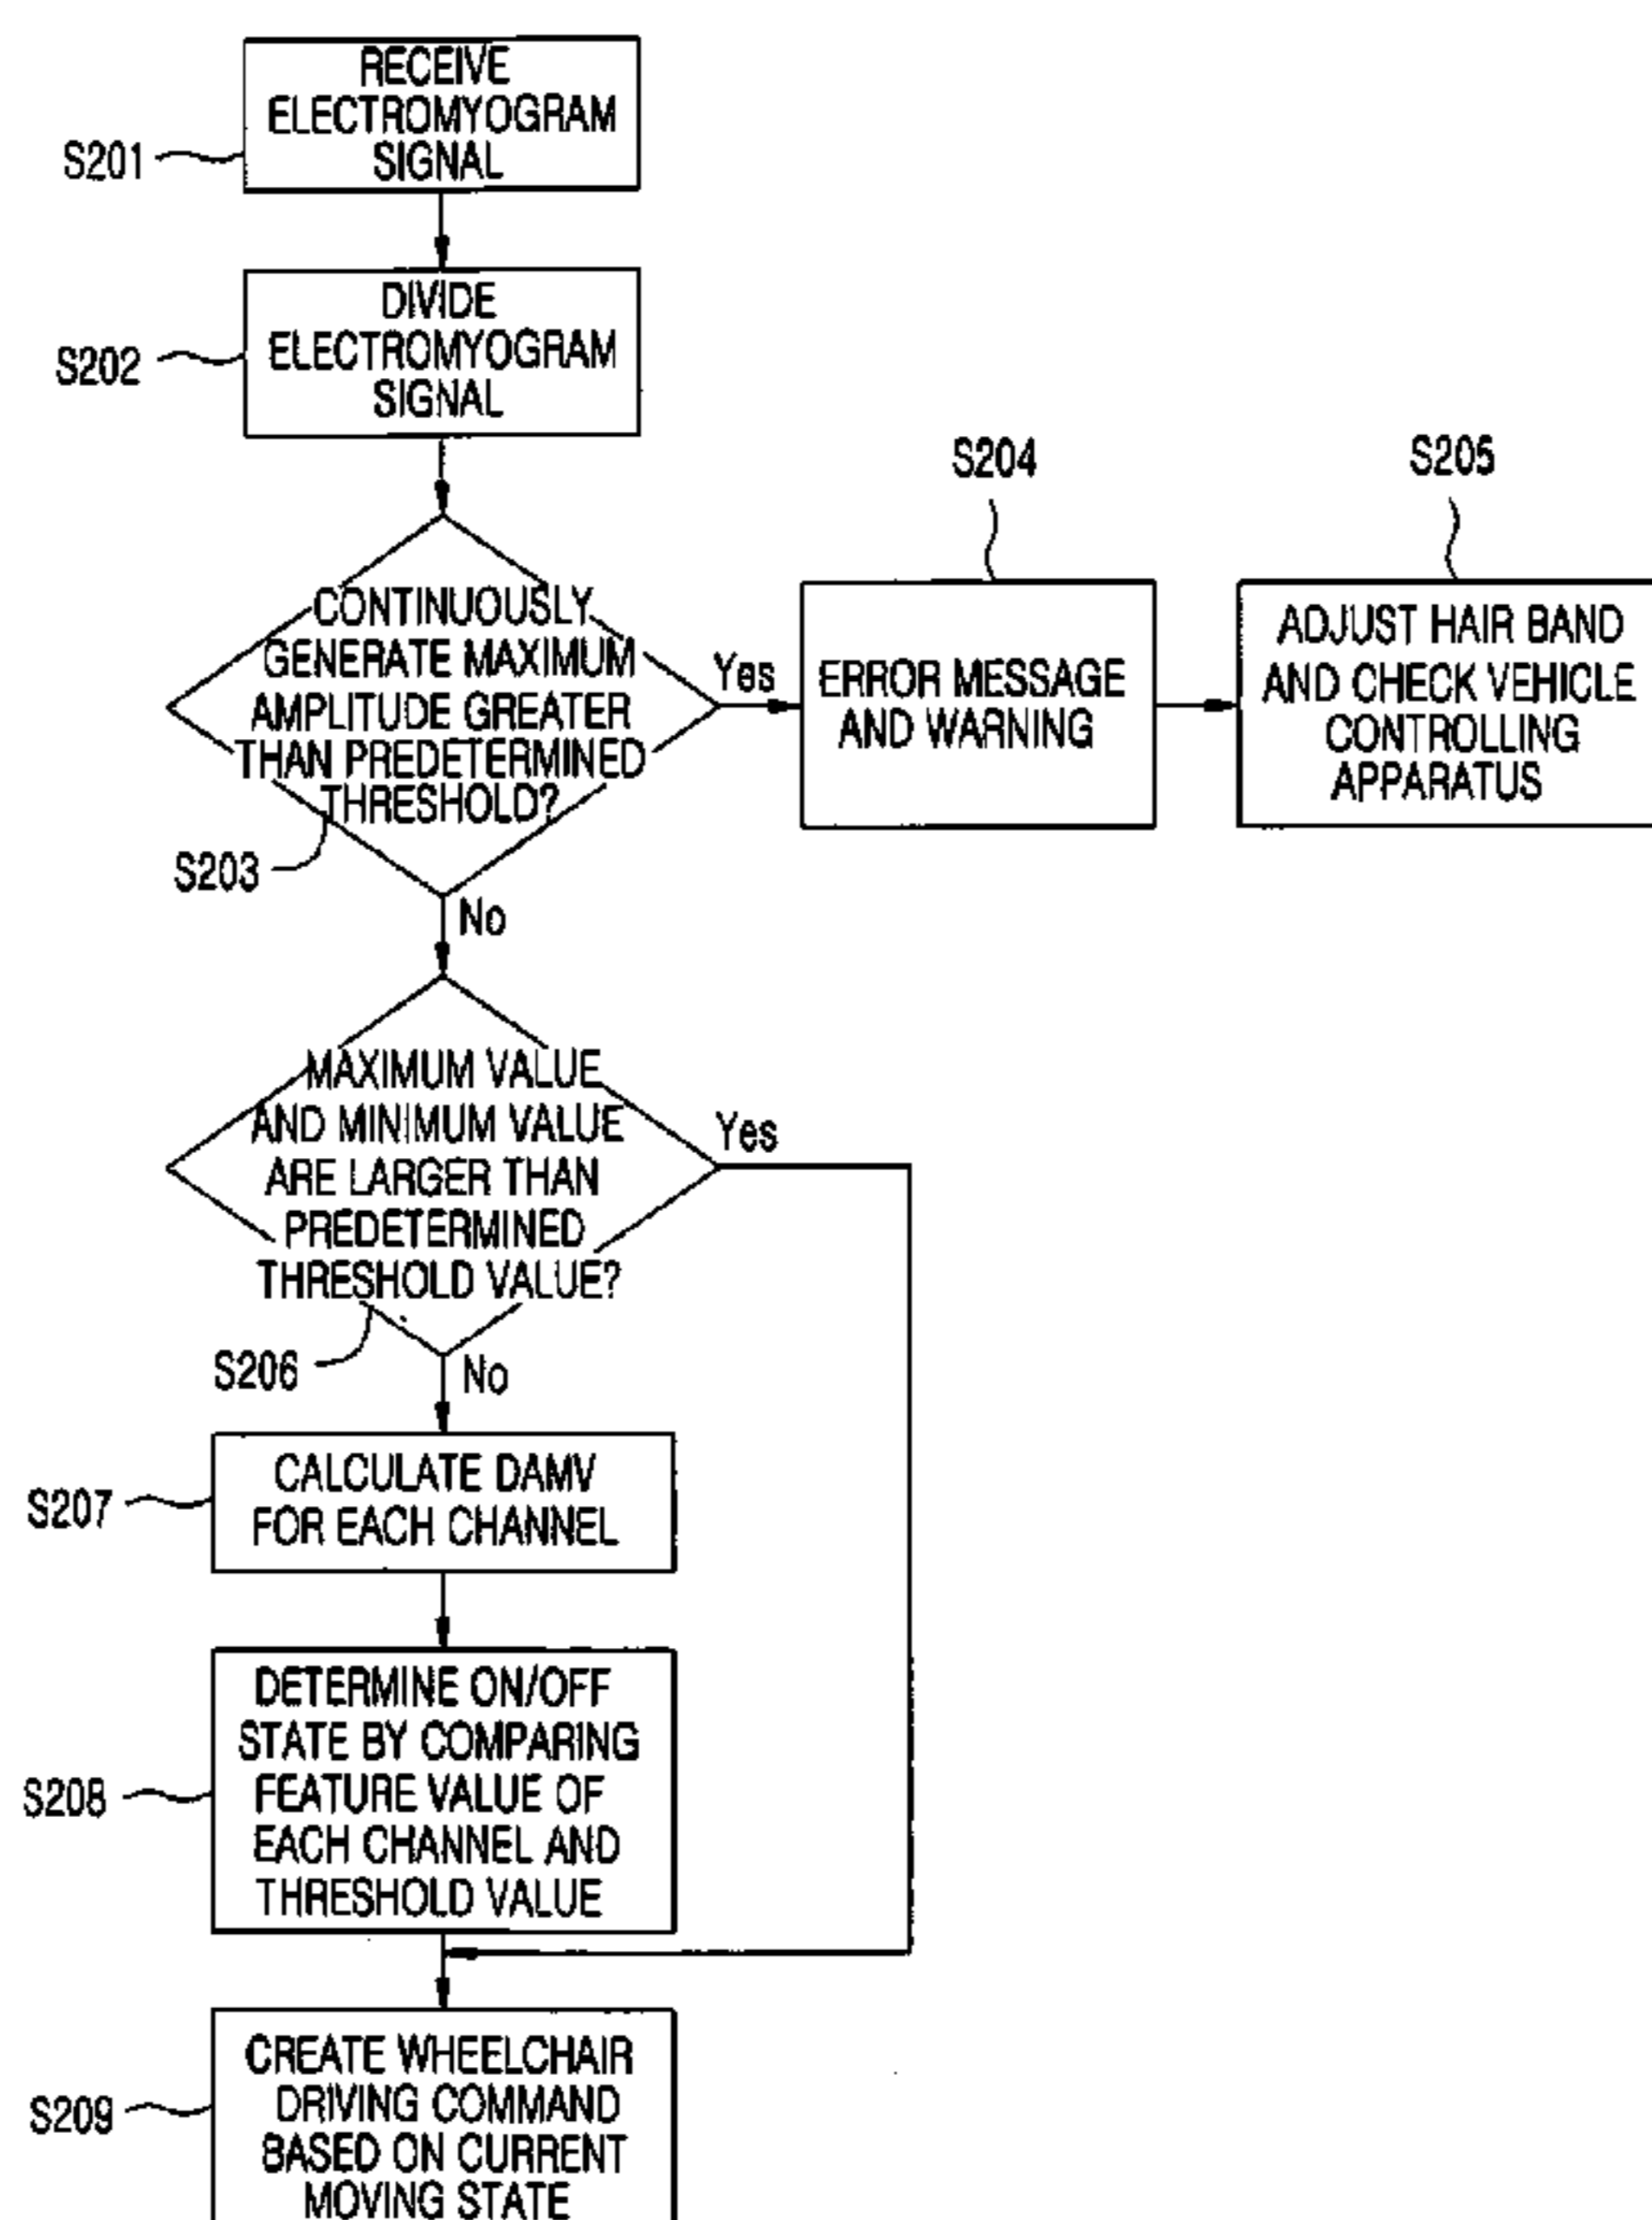 RECEIVE
ELECTROMYOGRAM
SIGNAL
S201
DIVIDE
ELECTROMYOGRAM
SIGNAL
S202
CONTINUOUSLY
GENERATE MAXIMUM
AMPLITUDE GREATER
THAN PREDETERMINED
THRESHOLD?
S203
Yes
S204
ERROR MESSAGE
AND WARNING
S205
ADJUST HAIR BAND
AND CHECK VEHICLE
CONTROLLING
APPARATUS
No
MAXIMUM VALUE
AND MINIMUM VALUE
ARE LARGER THAN
PREDETERMINED
THRESHOLD VALUE?
Yes
S206
No
CALCULATE DAMV
FOR EACH CHANNEL
S207
DETERMINE ON/OFF
STATE BY COMPARING
FEATURE VALUE OF
EACH CHANNEL AND
THRESHOLD VALUE
S208
CREATE WHEELCHAIR
DRIVING COMMAND
BASED ON CURRENT
MOVING STATE
S209